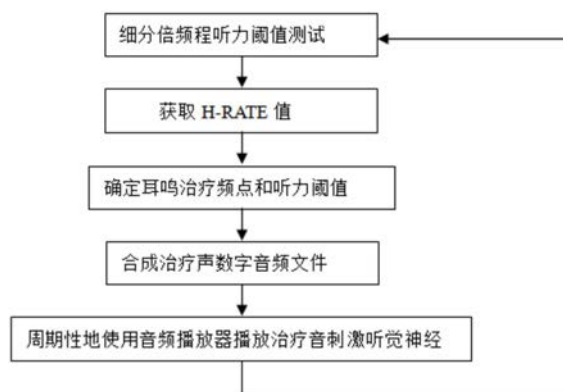 细分倍频程听力阈值测试
获取 H-RATE 值
确定耳鸣治疗频点和听力阈值
合成治疗声数字音频文件
周期性地使用音频播放器播放治疗音刺激听觉神经